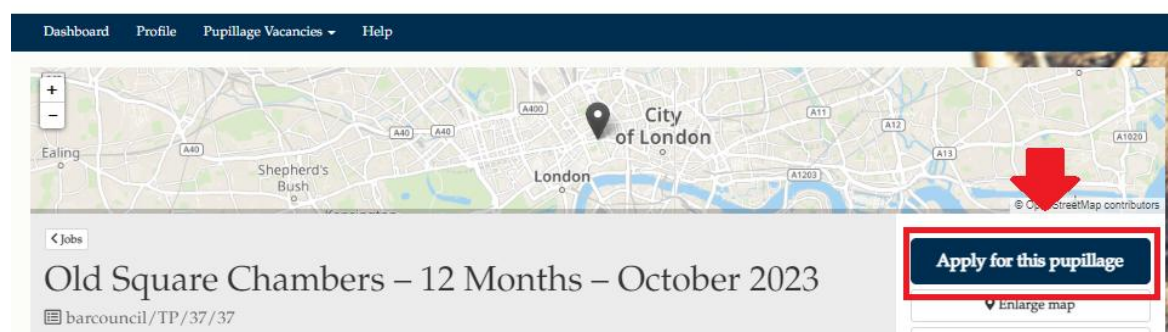 Dashboard Profile Pupillage Vacancies Help
+
−
A400
City
of London
A11
A12
A40 A40
A1020
Ealing
A40
A13
Shepherd's
Bush
London
A1203
© StreetMap contributors
Jobs
Apply for this pupillage
Old Square Chambers – 12 Months – October 2023
Enlarge map
barcouncil/TP/37/37